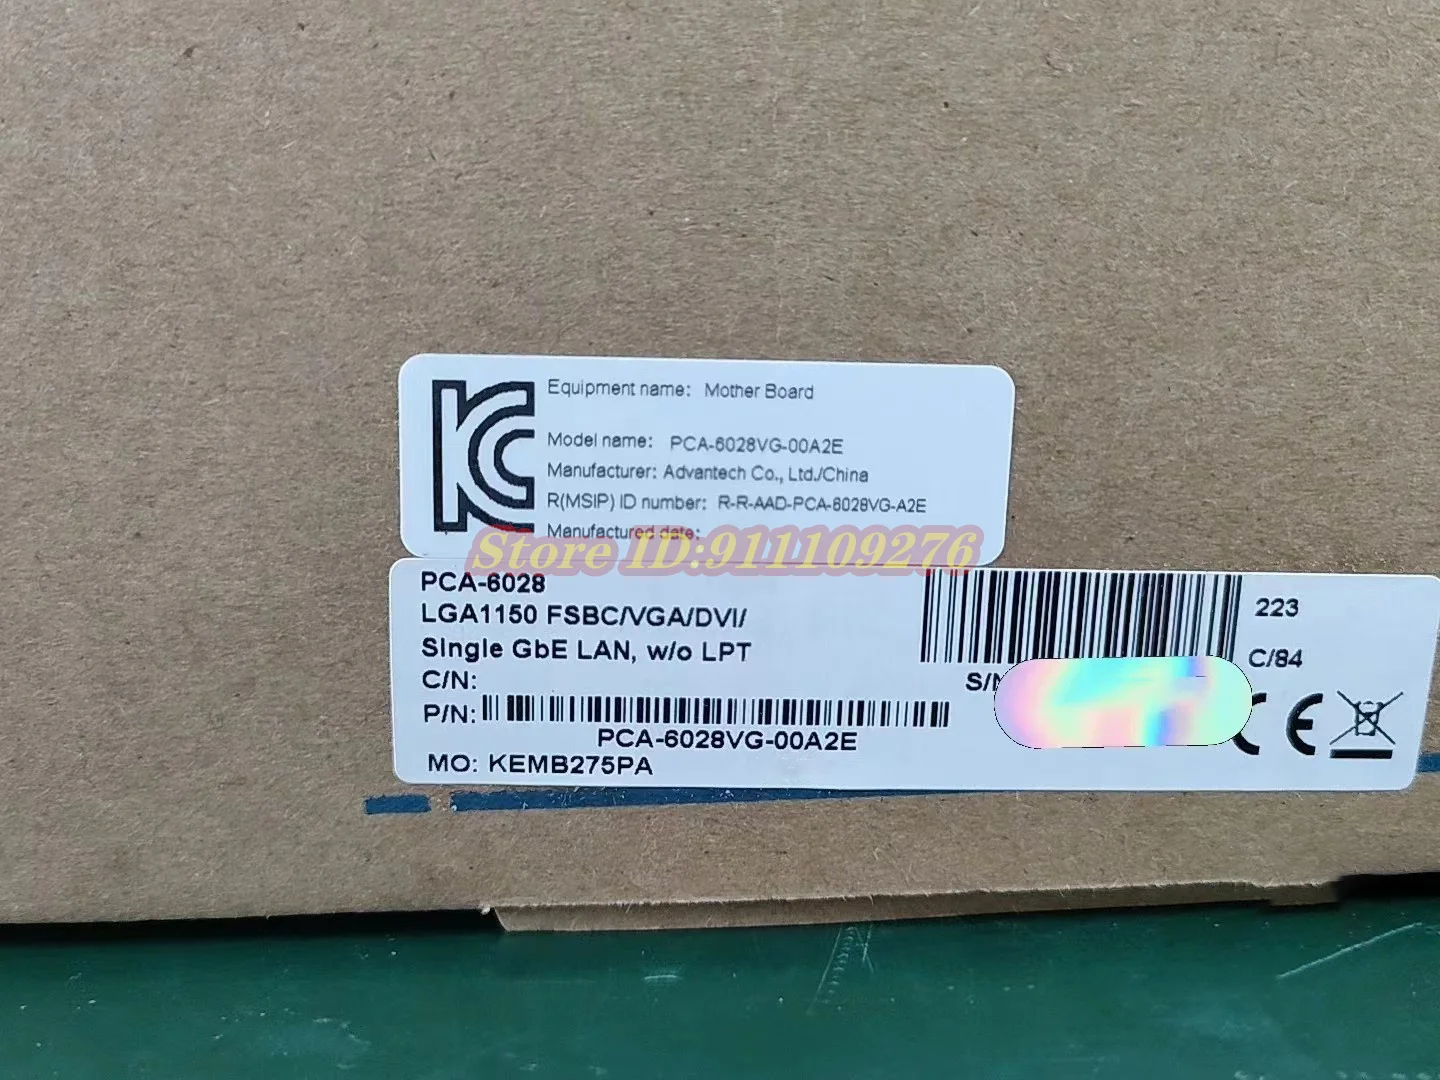 KC
Equipment name: Mother Board
Model name: PCA-6028VG-00A2E
Manufacturer: Advantech Co., Ltd./China
R(MSIP) ID number: R-R-AAD-PCA-6028VG-A2E
Manufactured date:
Store ID:911109276
PCA-6028
LGA1150 FSBC/VGA/DVI/
Single GbE LAN, w/o LPT
C/N:
P/N:
PCA-6028VG-00A2E
MO: KEMB275PA
223
C/84
S/N
CE